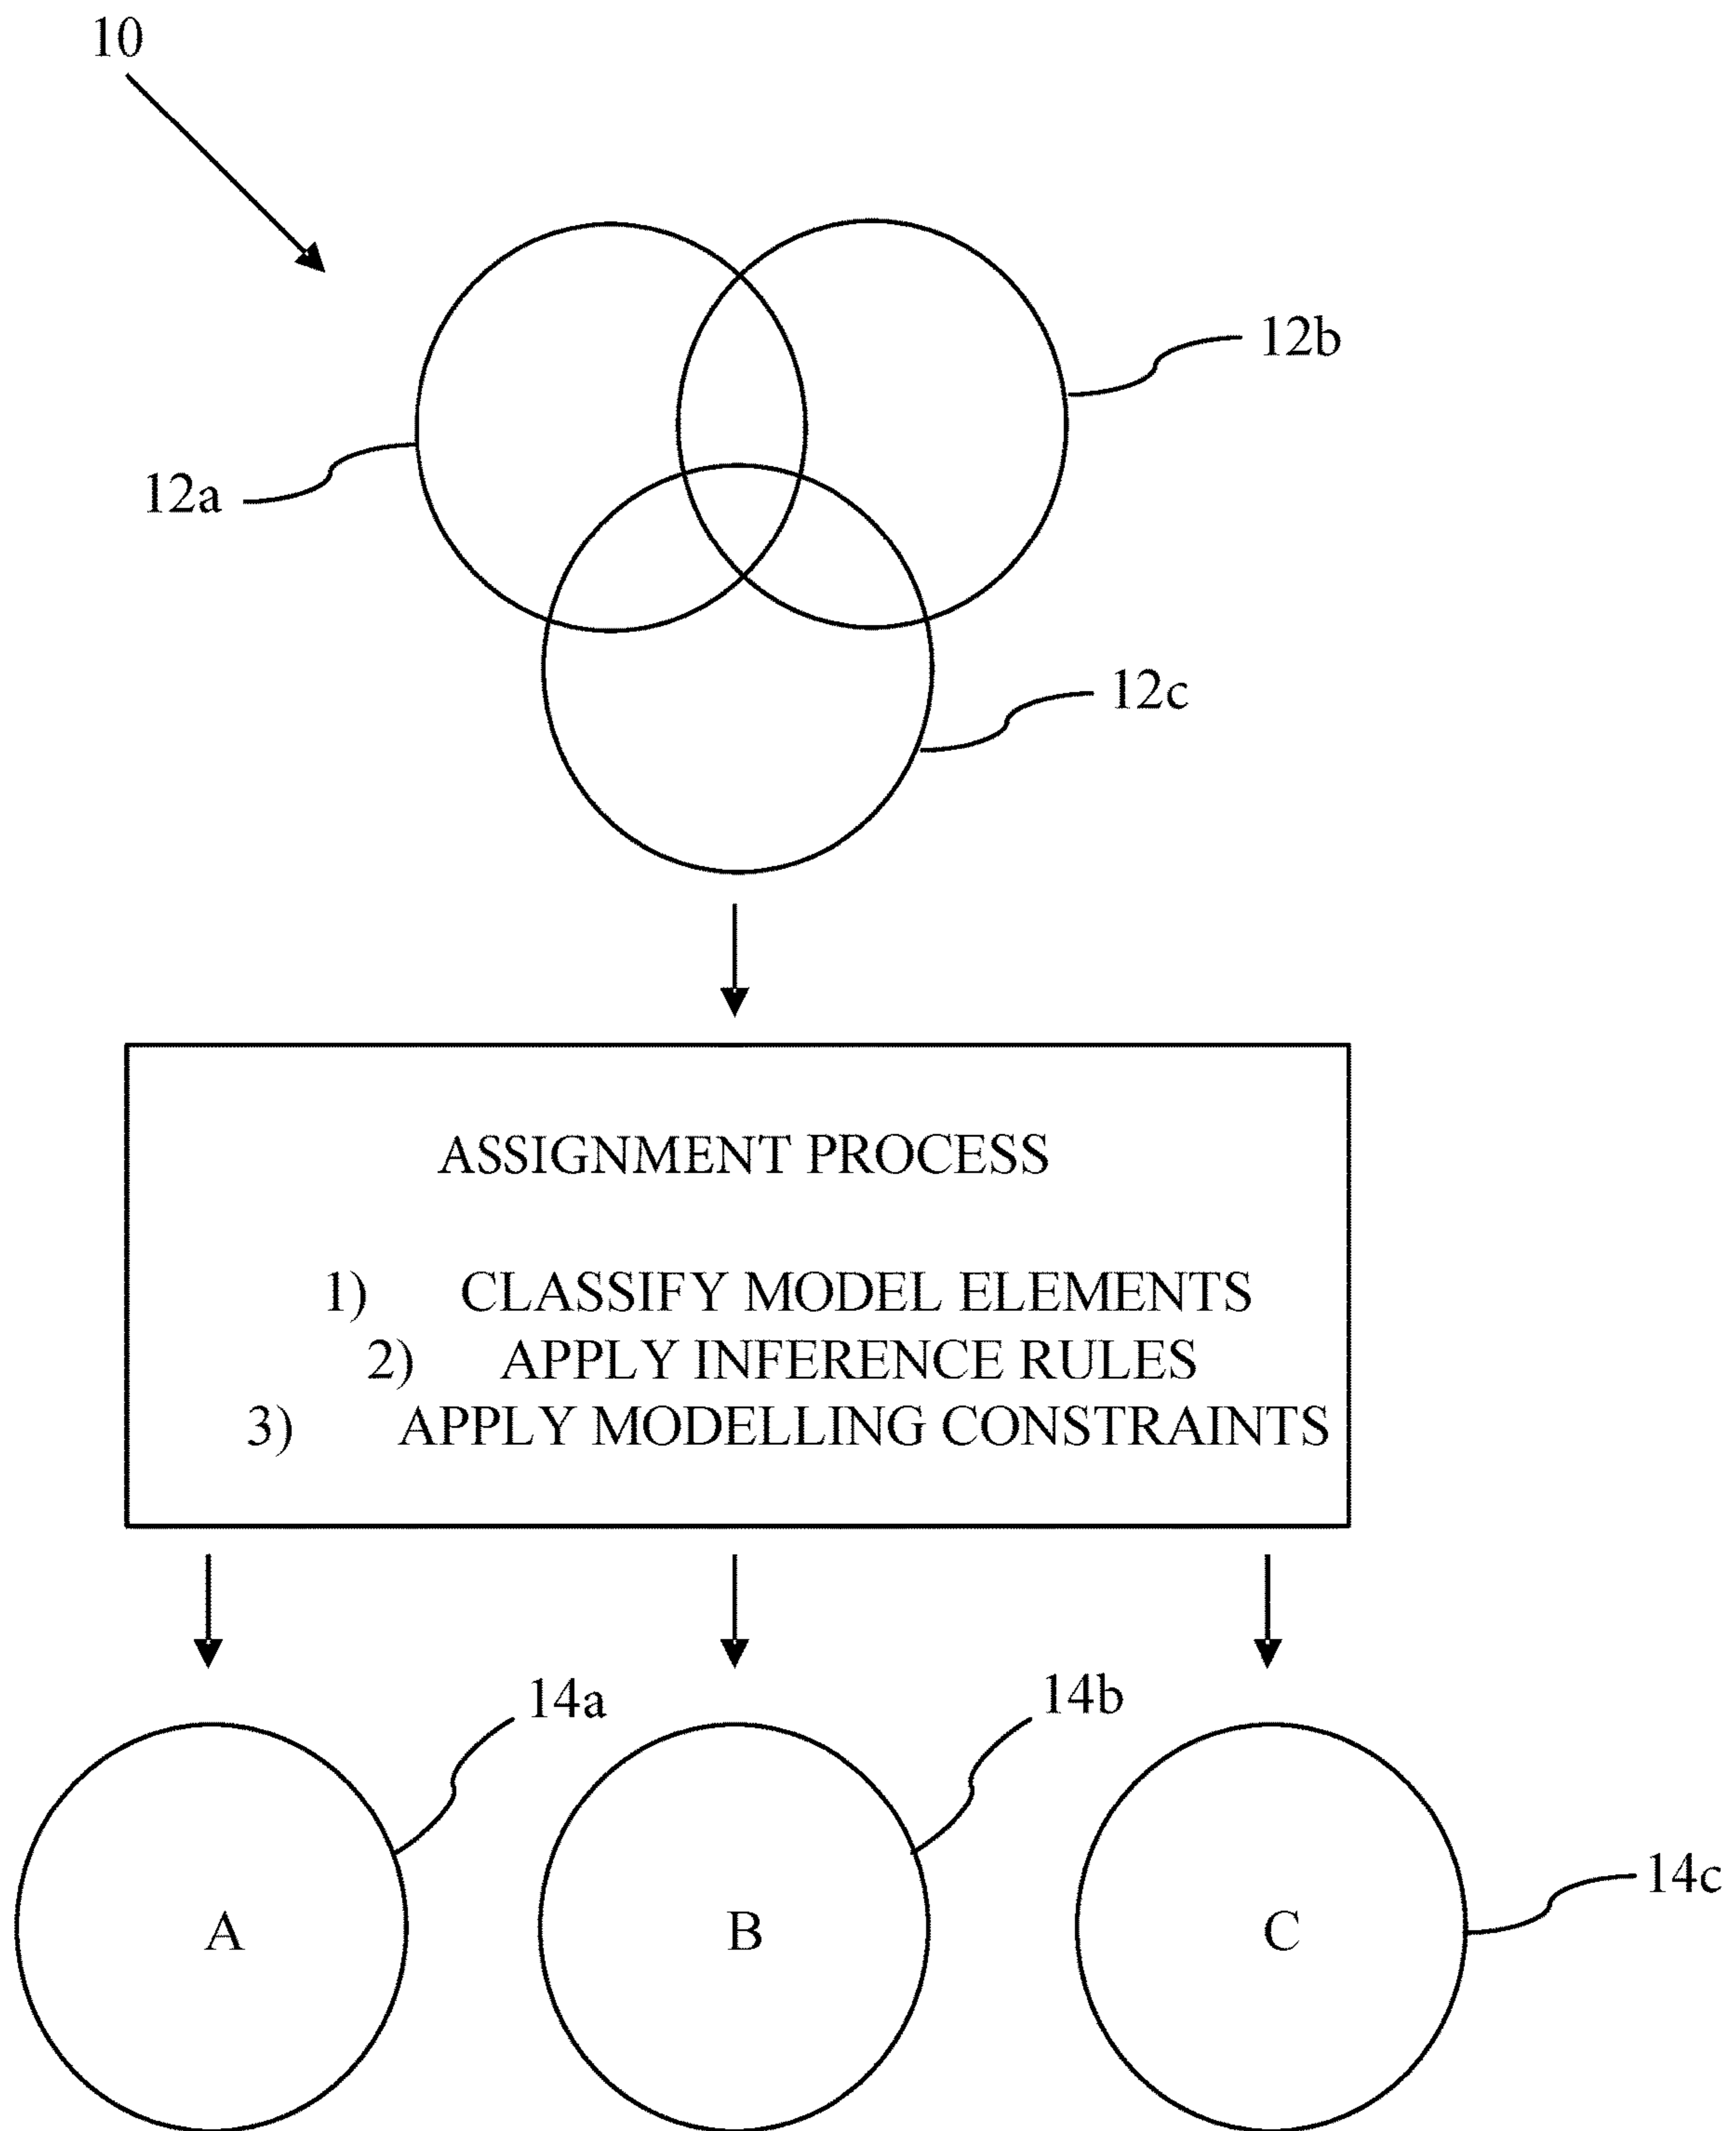 10
12b
12a
12c
ASSIGNMENT PROCESS
1) CLASSIFY MODEL ELEMENTS
2) APPLY INFERENCE RULES
3) APPLY MODELLING CONSTRAINTS
14a
14b
14c
A
B
C